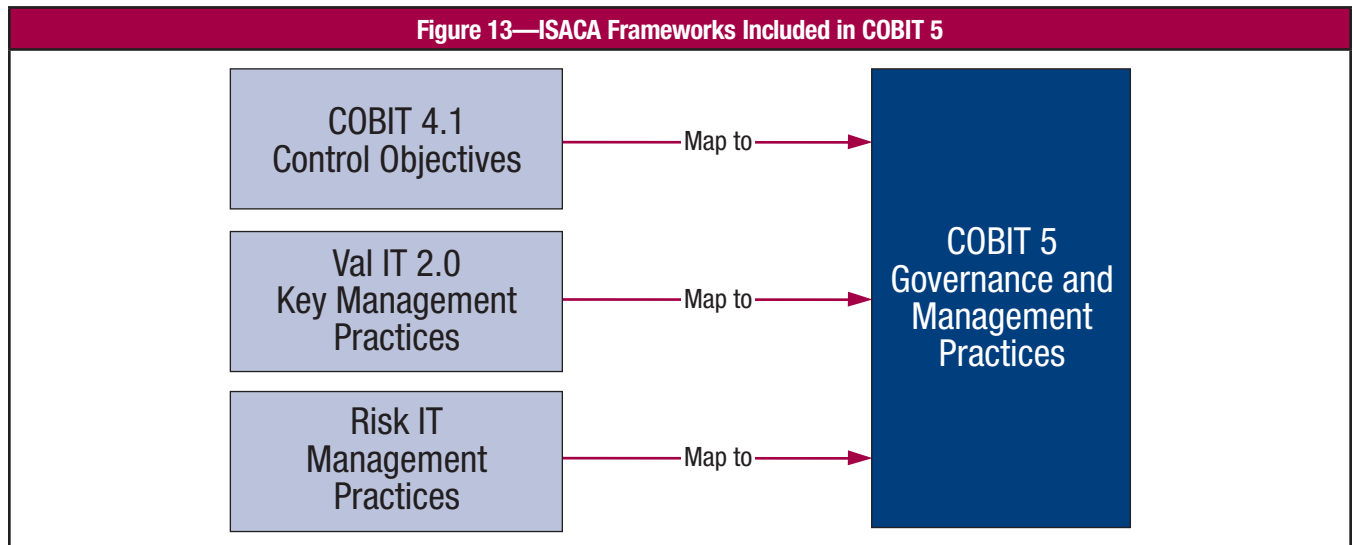 Figure 13—ISACA Frameworks Included in COBIT 5
COBIT 4.1
Control Objectives
Map to
Val IT 2.0
Key Management
Practices
Map to
Risk IT
Management
Practices
Map to
COBIT 5
Governance and
Management
Practices